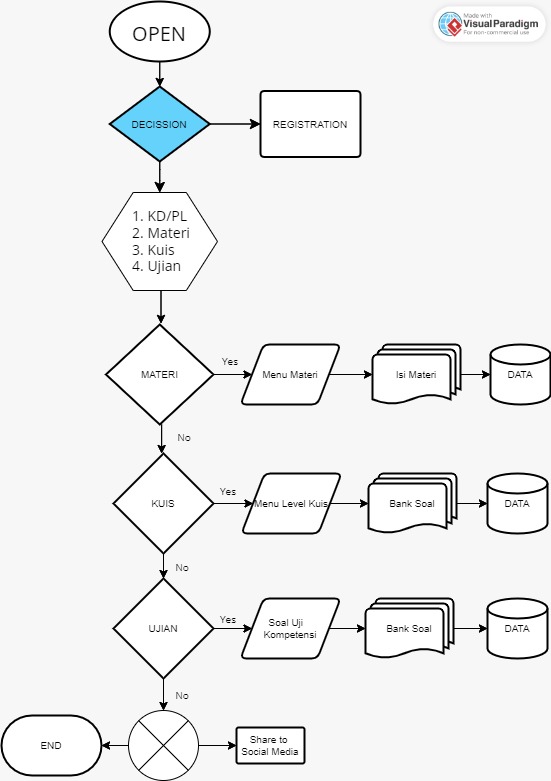 Made with
VisualParadigm
For non-commercial use
OPEN
DECISSION
REGISTRATION
1. KD/PL
2. Materi
3. Kuis
4. Ujian
MATERI
Yes
Menu Materi
Isi Materi
DATA
No
KUIS
Yes
Menu Level Kuis
Bank Soal
DATA
No
UJIAN
Yes
Soal Uji
Kompetensi
Bank Soal
DATA
No
END
Share to
Social Media